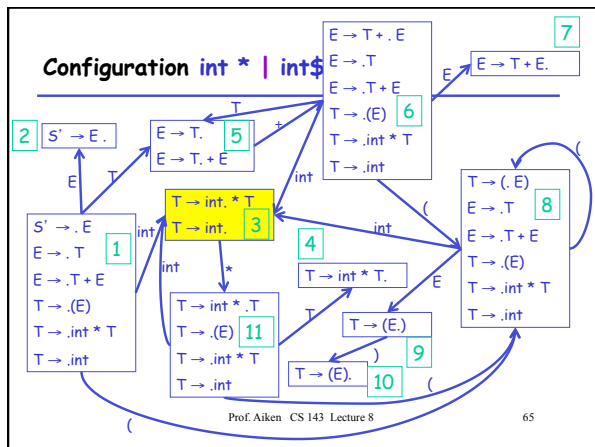 Configuration int * | int$
E → T + . E
E → .T
E → .T + E
T → .(E)
T → .int * T
T → .int
6
7
E → T + E.
E
T
+
int
(
2
S' → E .
E
T
E → T.
E → T. + E
5
T → int. * T
T → int.
3
int
int
*
int
S' → . E
E → . T
E → .T + E
T → .(E)
T → .int * T
T → .int
1
4
T → int * T.
T
T → int * .T
T → .(E)
T → .int * T
T → .int
11
(
T → (. E)
E → .T
E → .T + E
T → .(E)
T → .int * T
T → .int
8
(
E
T → (E.)
9
)
T → (E).
10
(
Prof. Aiken CS 143 Lecture 8
65